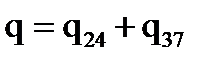 q = q₂₄ + q₃₇